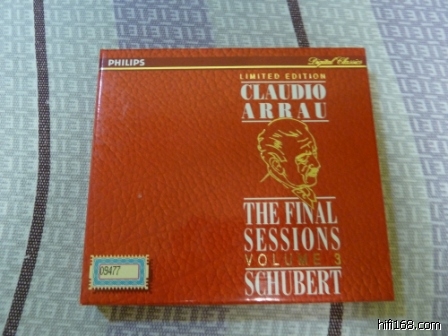 PHILIPS
Digital Classics
LIMITED EDITION
CLAUDIO
ARRAU
THE FINAL
SESSIONS
VOLUME 3
SCHUBERT
09477
hifi168.com